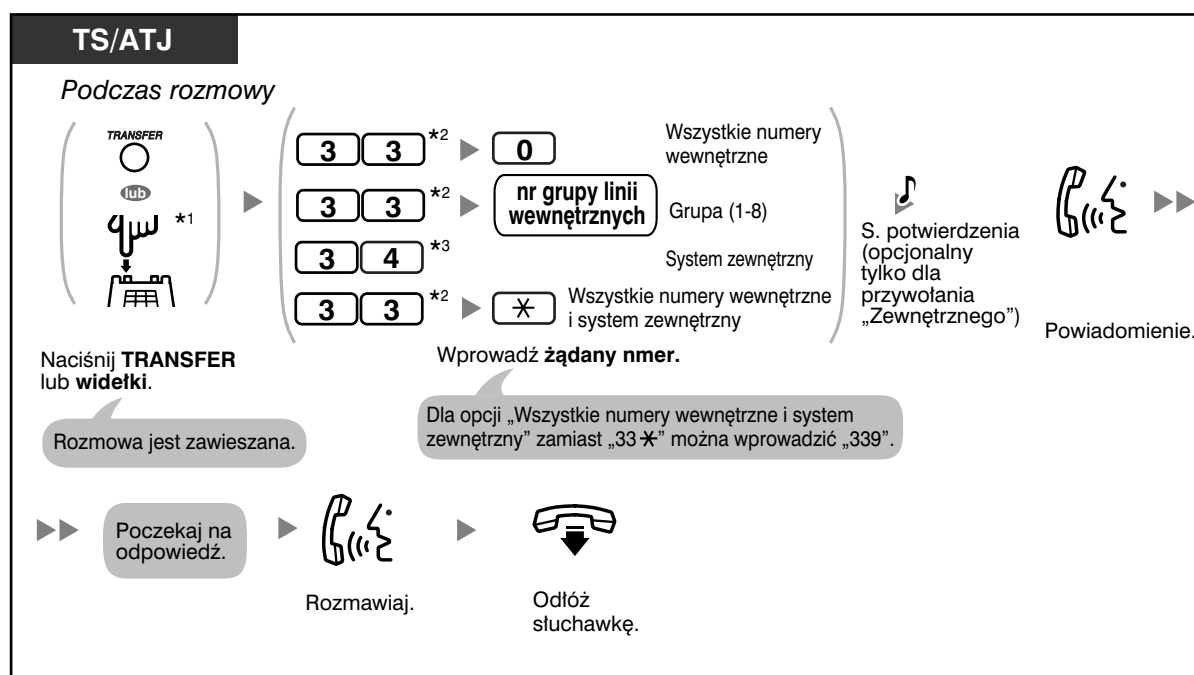 TS/ATJ
Podczas rozmowy
TRANSFER
lub
*1
3 3 *2 0 Wszystkie numery
wewnętrzne
3 3 *2 nr grupy linii
wewnętrznych Grupa (1-8)
3 4 *3 System zewnętrzny
3 3 *2 * Wszystkie numery wewnętrzne
i system zewnętrzny
S. potwierdzenia
(opcjonalny
tylko dla
przywołania
„Zewnętrznego”)
Powiadomienie.
Naciśnij TRANSFER
lub widełki.
Rozmowa jest zawieszana.
Wprowadź żądany nmer.
Dla opcji „Wszystkie numery wewnętrzne i system
zewnętrzny” zamiast „33 *” można wprowadzić „339”.
Poczekaj na
odpowiedź.
Rozmawiaj.
Odłóż
słuchawkę.